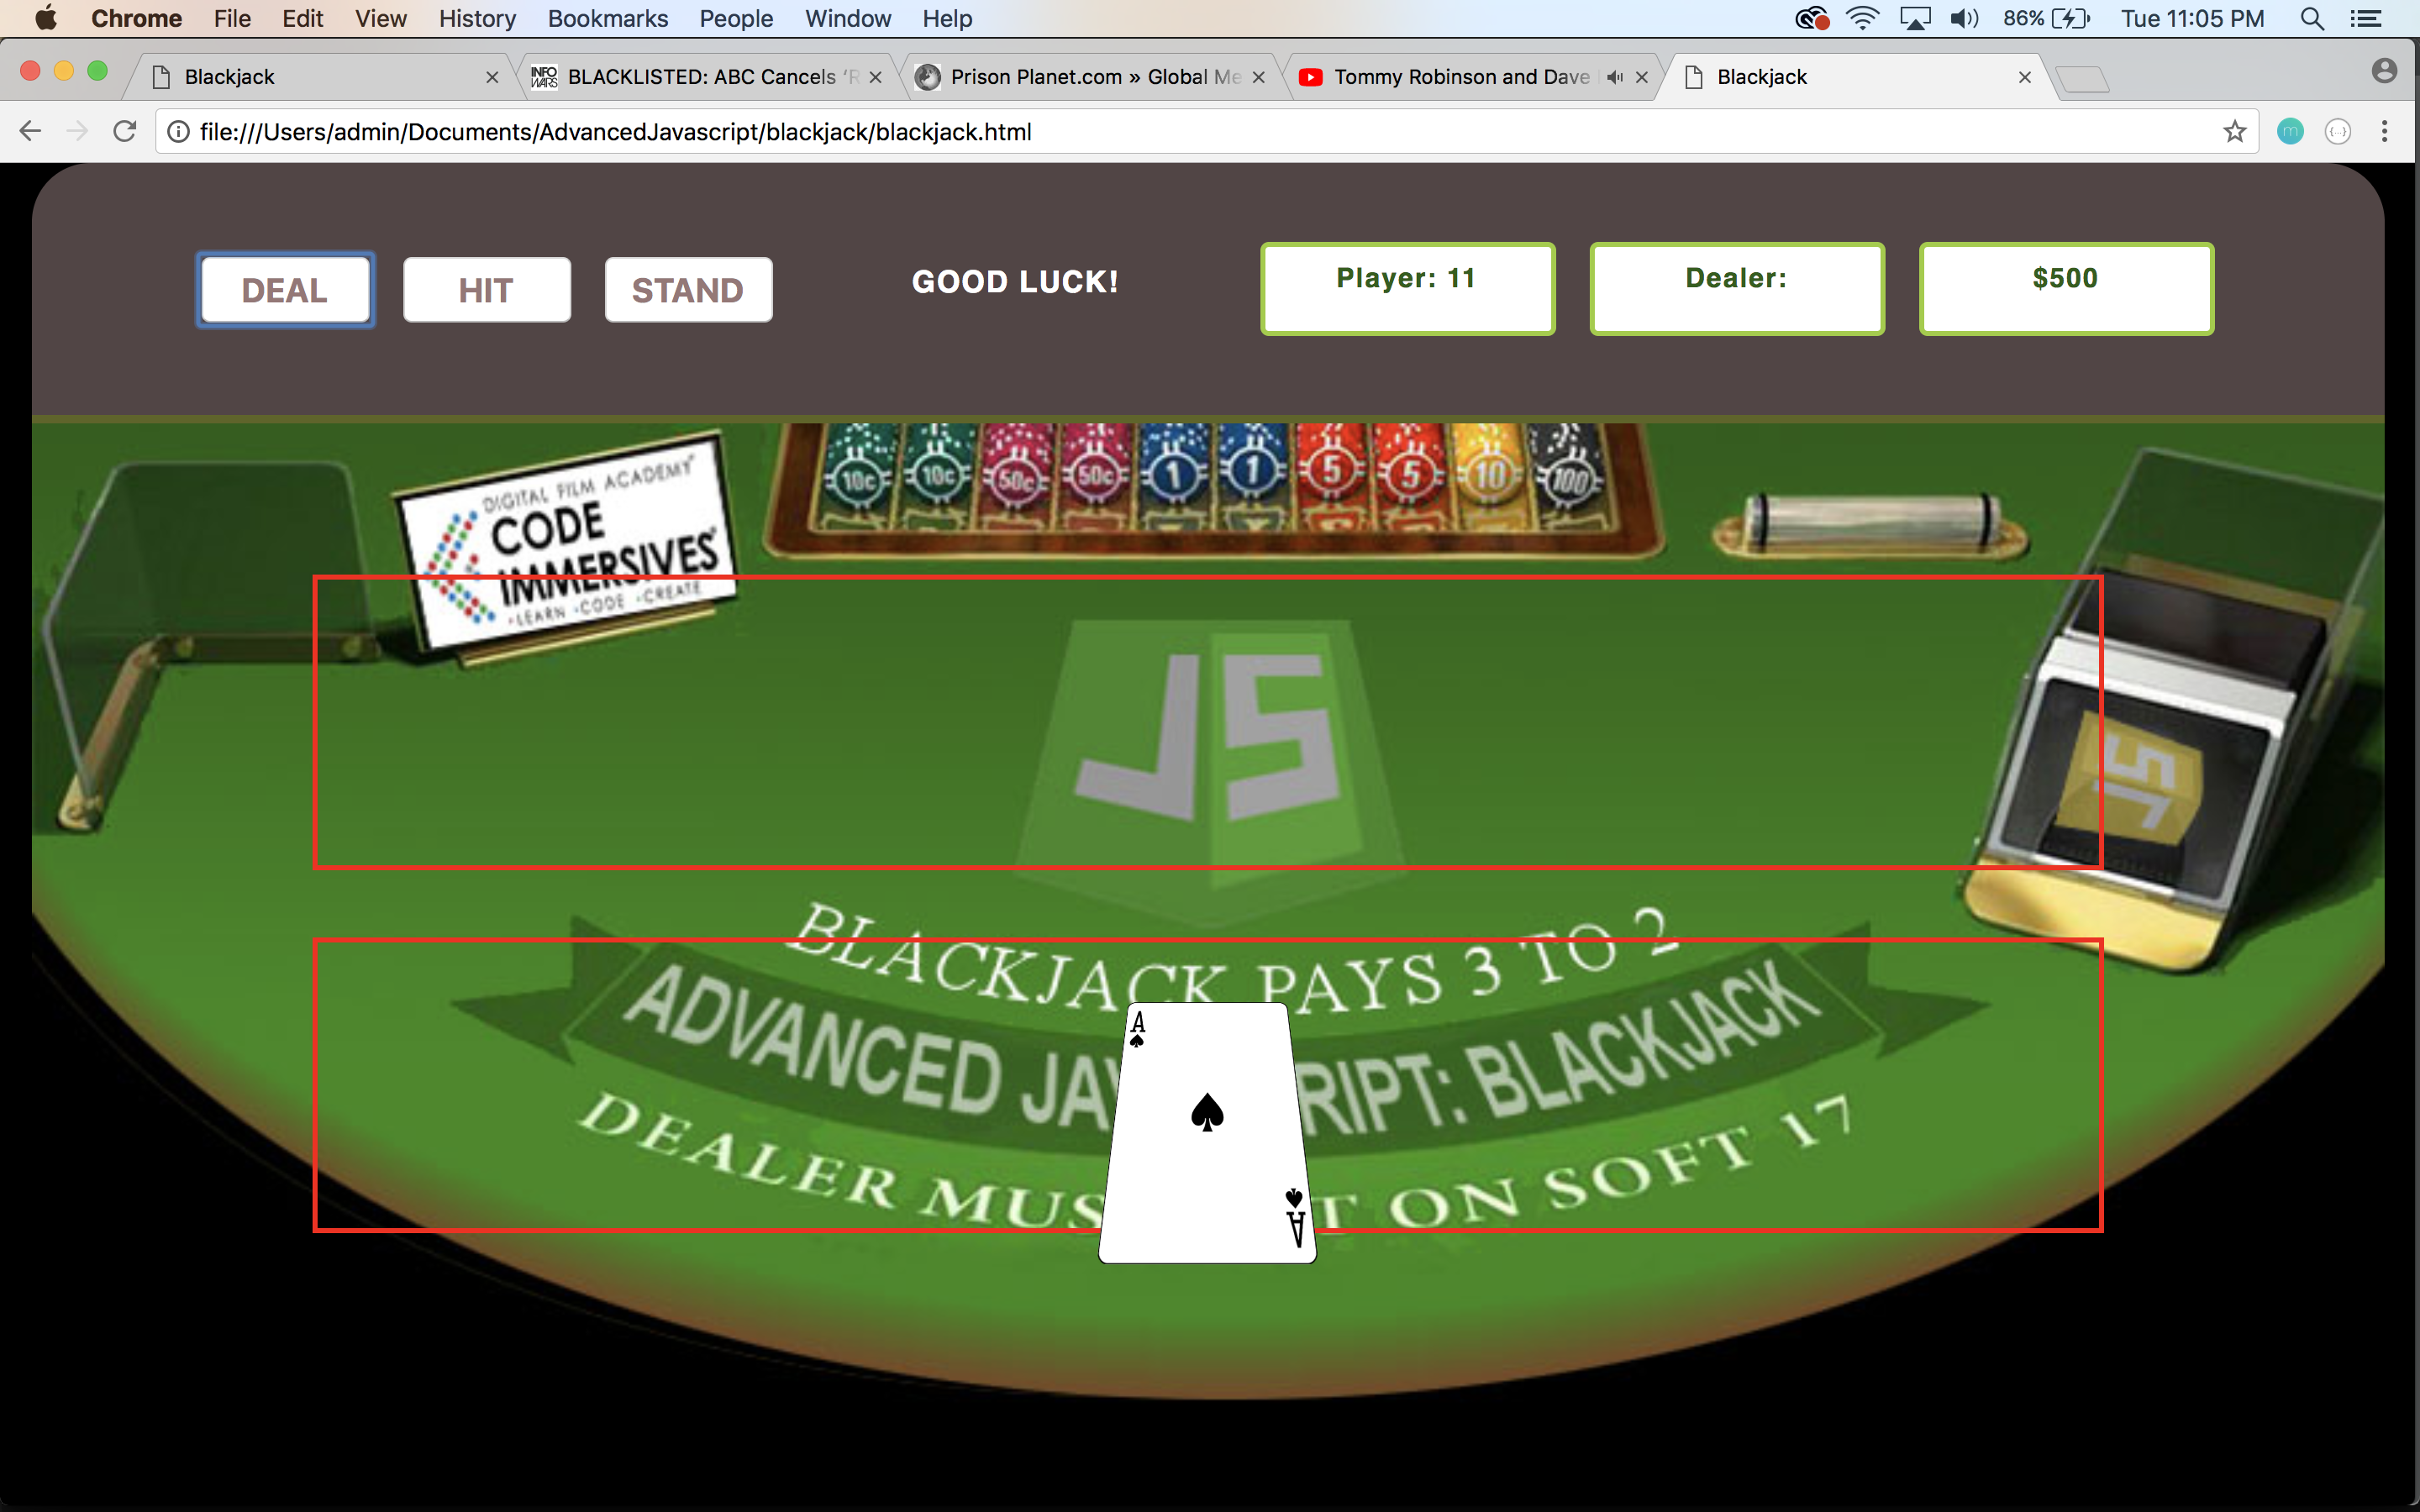 Chrome File Edit View History Bookmarks People Window Help 86% Tue 11:05 PM
Blackjack
INFO WARS BLACKLISTED: ABC Cancels ‘R
Prison Planet.com » Global Me
Tommy Robinson and Dave
Blackjack
file:///Users/admin/Documents/AdvancedJavascript/blackjack/blackjack.html
m {...}
DEAL HIT STAND GOOD LUCK! Player: 11 Dealer: $500
10c 10c 50c 50c 1 1 5 5 10 100
DIGITAL FILM ACADEMY
CODE
IMMERSIVES
•LEARN •CODE •CREATE
JS
JS
BLACKJACK PAYS 3 TO 2
ADVANCED JAV RIPT: BLACKJACK
DEALER MUS T ON SOFT 17
A
A